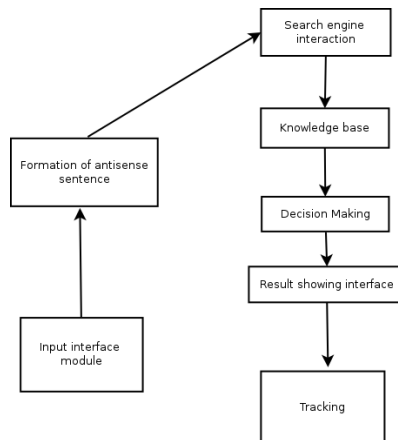 Search engine
interaction
Knowledge base
Formation of antisense
sentence
Decision Making
Result showing interface
Input interface
module
Tracking